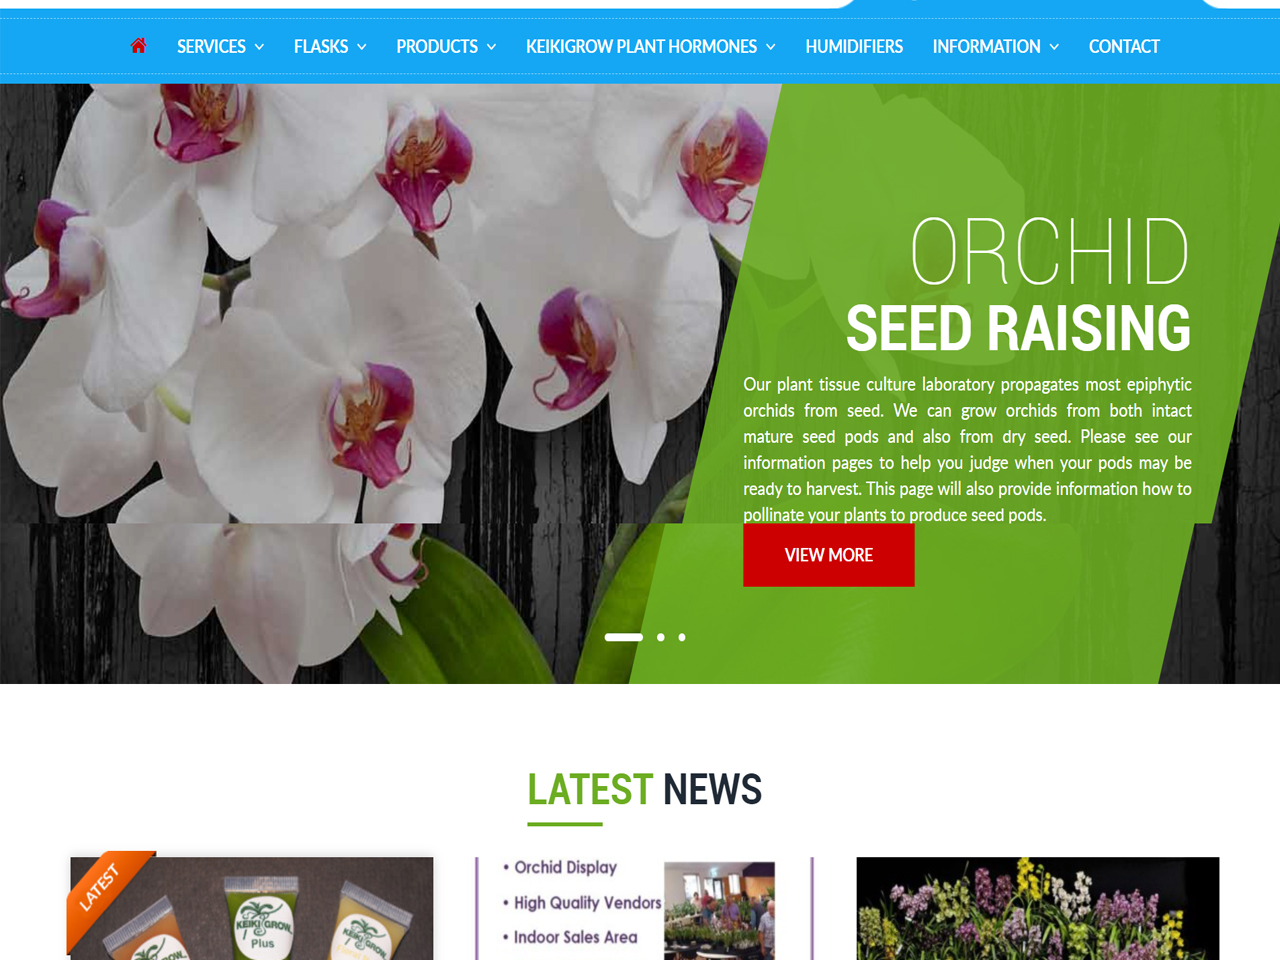 SERVICES FLASKS PRODUCTS KEIKIGROW PLANT HORMONES HUMIDIFIERS INFORMATION CONTACT
ORCHID
SEED RAISING
Our plant tissue culture laboratory propagates most epiphytic
orchids from seed. We can grow orchids from both intact
mature seed pods and also from dry seed. Please see our
information pages to help you judge when your pods may be
ready to harvest. This page will also provide information how to
pollinate your plants to produce seed pods.
VIEW MORE
LATEST NEWS
LATEST
KEIKI GROW
Plus
KEIKI GROW
KEIKI GROW
• Orchid Display
• High Quality Vendors
• Indoor Sales Area